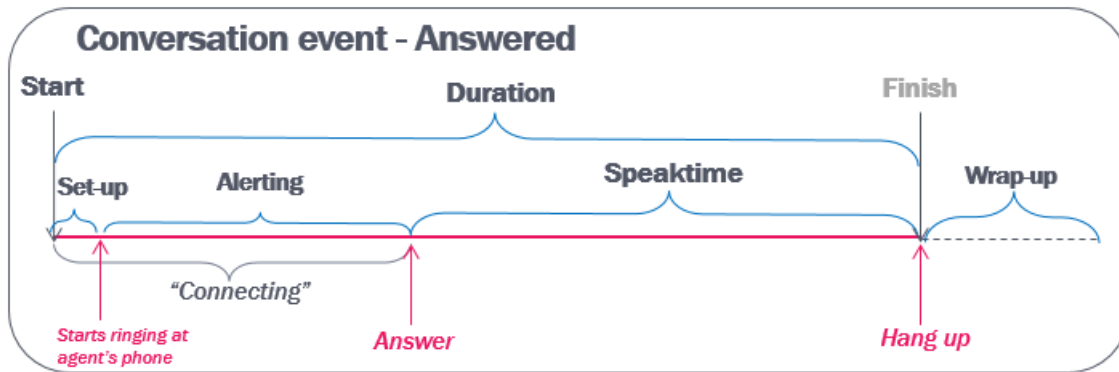 Conversation event - Answered
Start
Duration
Finish
Set-up
Alerting
Speaktime
Wrap-up
“Connecting”
Starts ringing at
agent’s phone
Answer
Hang up